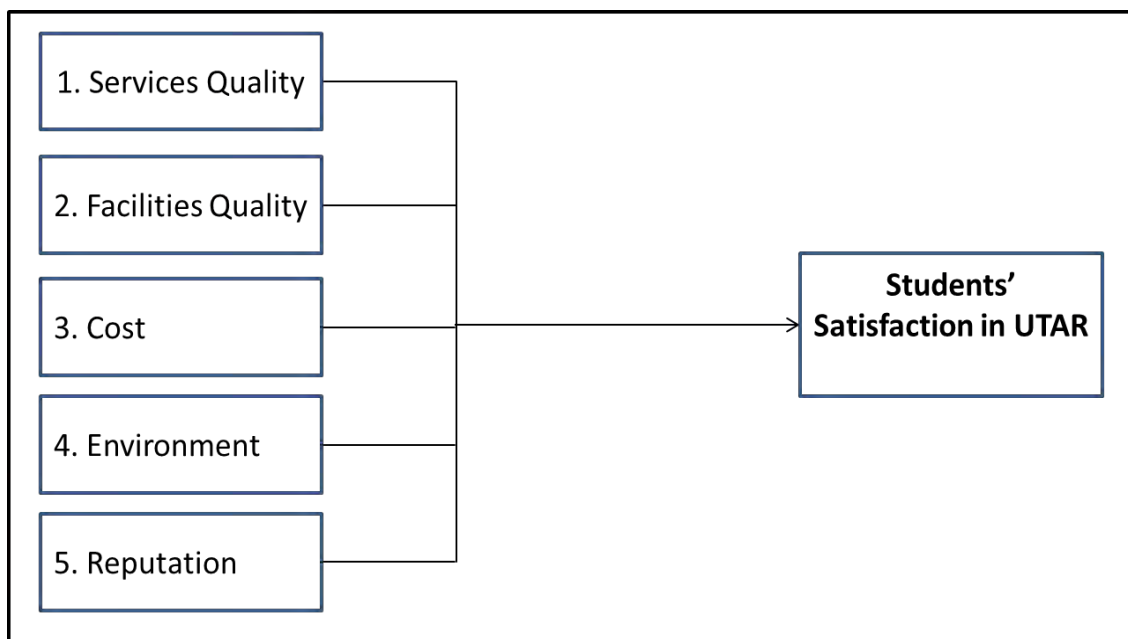 1. Services Quality
2. Facilities Quality
3. Cost
4. Environment
5. Reputation
Students’
Satisfaction in UTAR